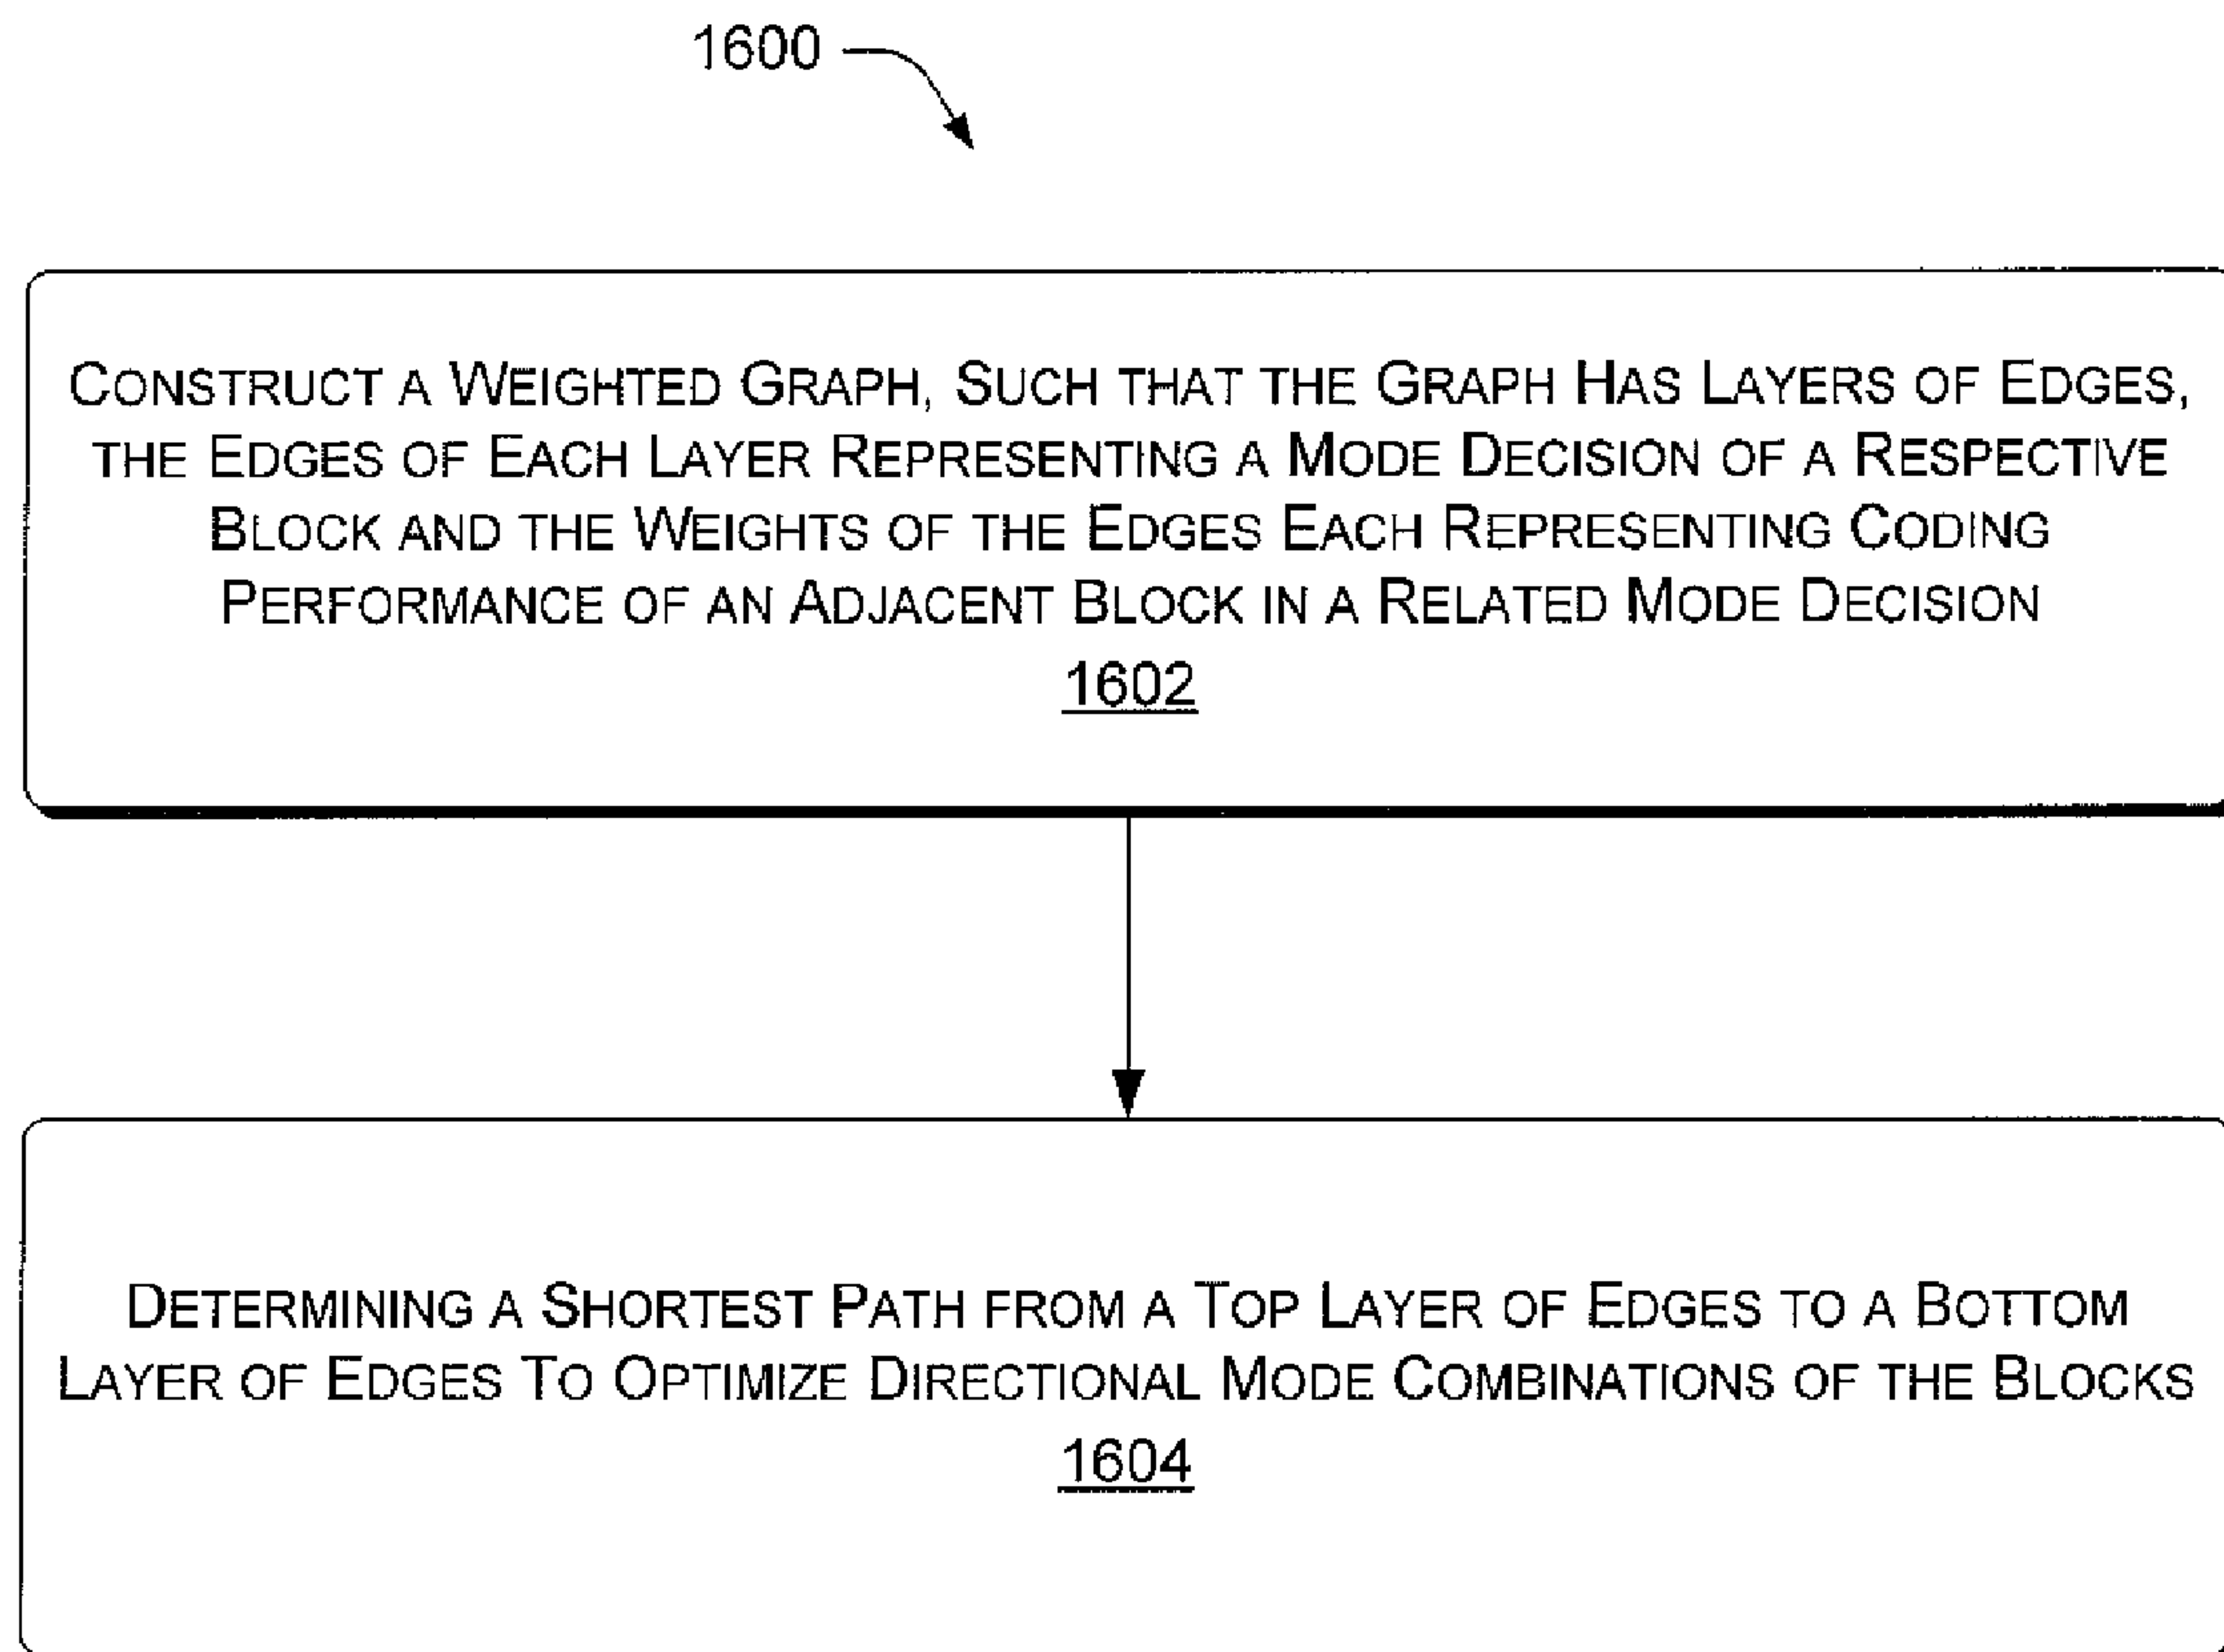 1600
CONSTRUCT A WEIGHTED GRAPH, SUCH THAT THE GRAPH HAS LAYERS OF EDGES,
THE EDGES OF EACH LAYER REPRESENTING A MODE DECISION OF A RESPECTIVE
BLOCK AND THE WEIGHTS OF THE EDGES EACH REPRESENTING CODING
PERFORMANCE OF AN ADJACENT BLOCK IN A RELATED MODE DECISION
1602
DETERMINING A SHORTEST PATH FROM A TOP LAYER OF EDGES TO A BOTTOM
LAYER OF EDGES TO OPTIMIZE DIRECTIONAL MODE COMBINATIONS OF THE BLOCKS
1604